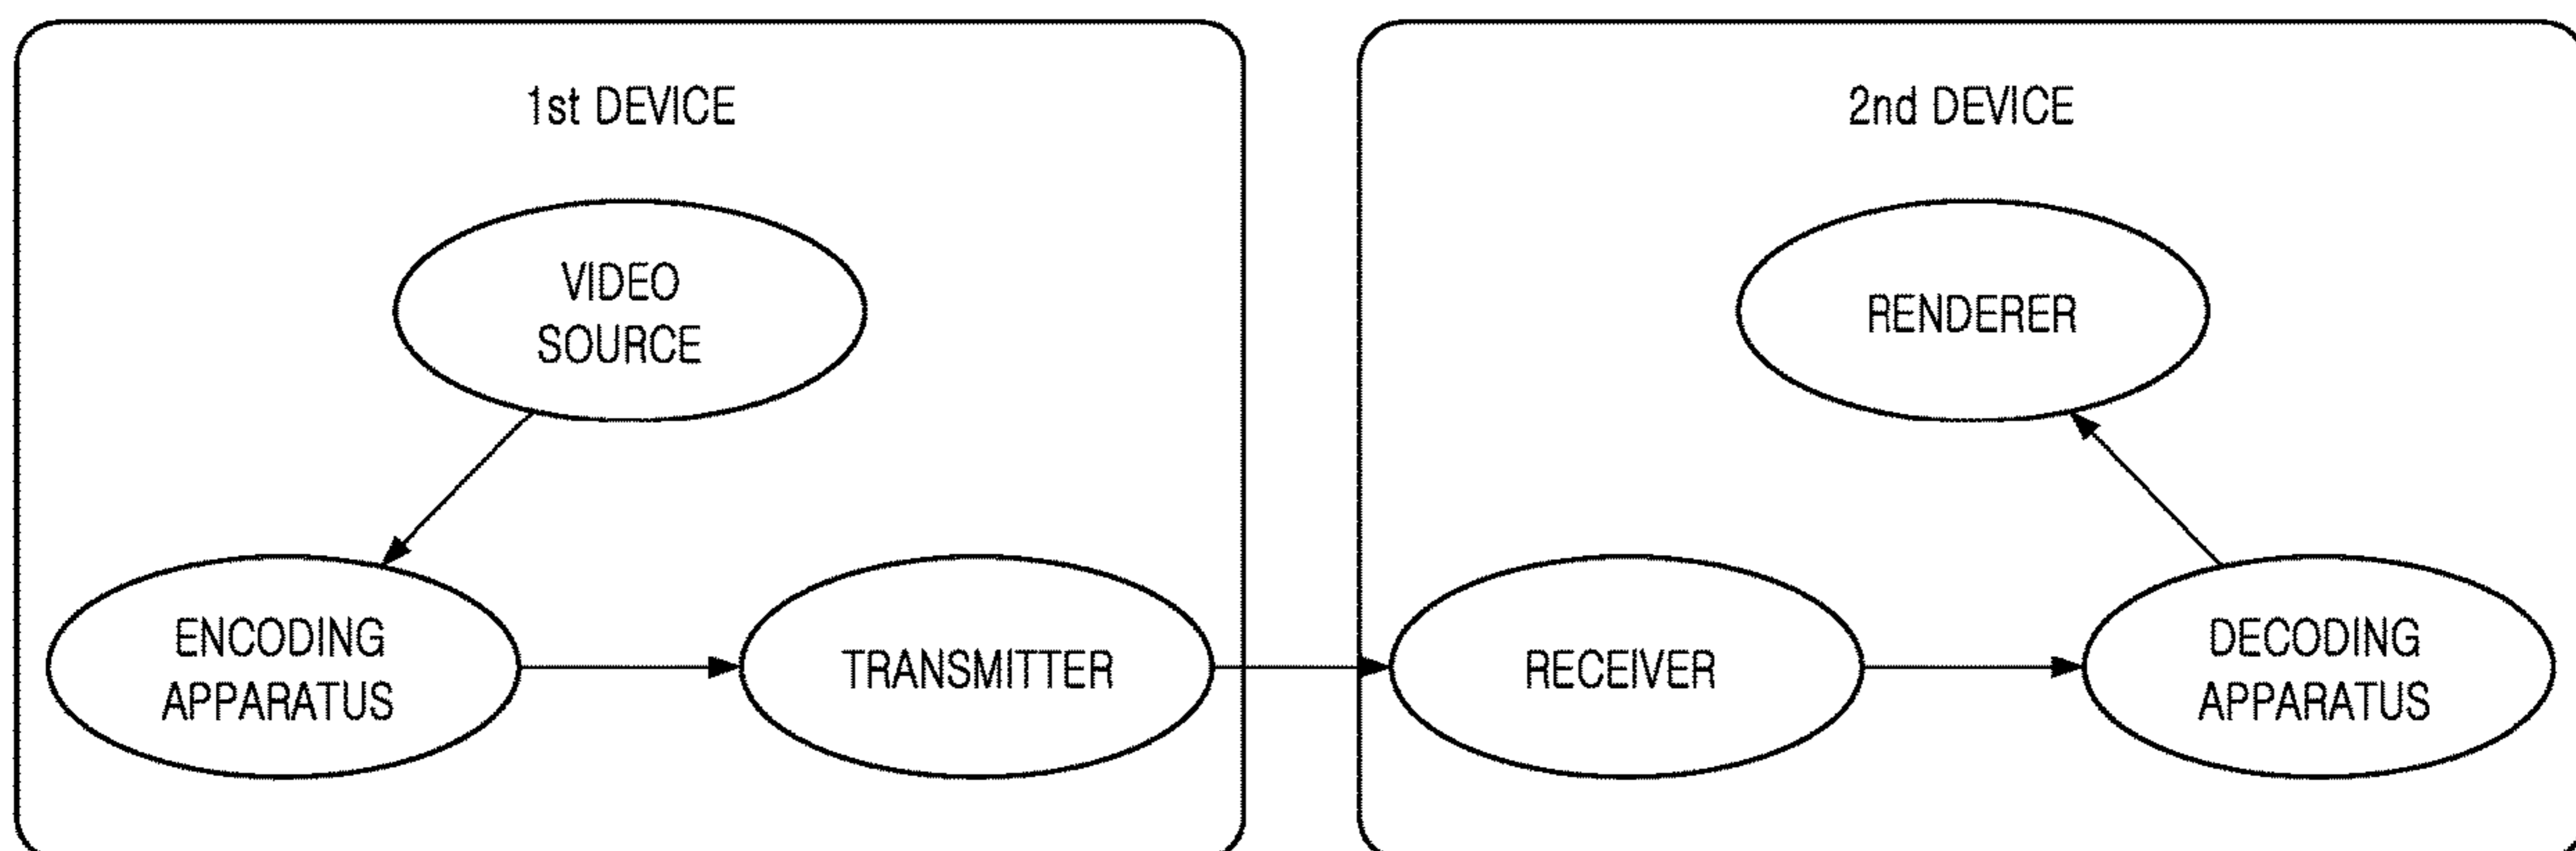 1st DEVICE
VIDEO
SOURCE
ENCODING
APPARATUS
TRANSMITTER
2nd DEVICE
RENDERER
RECEIVER
DECODING
APPARATUS